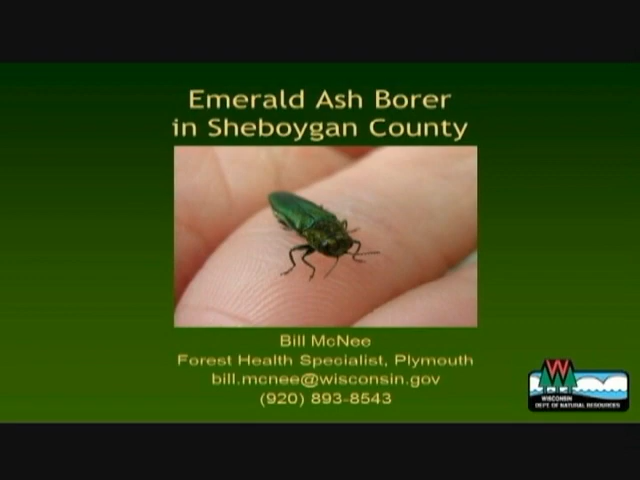 Emerald Ash Borer
in Sheboygan County
Bill McNee
Forest Health Specialist, Plymouth
bill.mcnee@wisconsin.gov
(920) 893-8543
W
WISCONSIN
DEPT. OF NATURAL RESOURCES